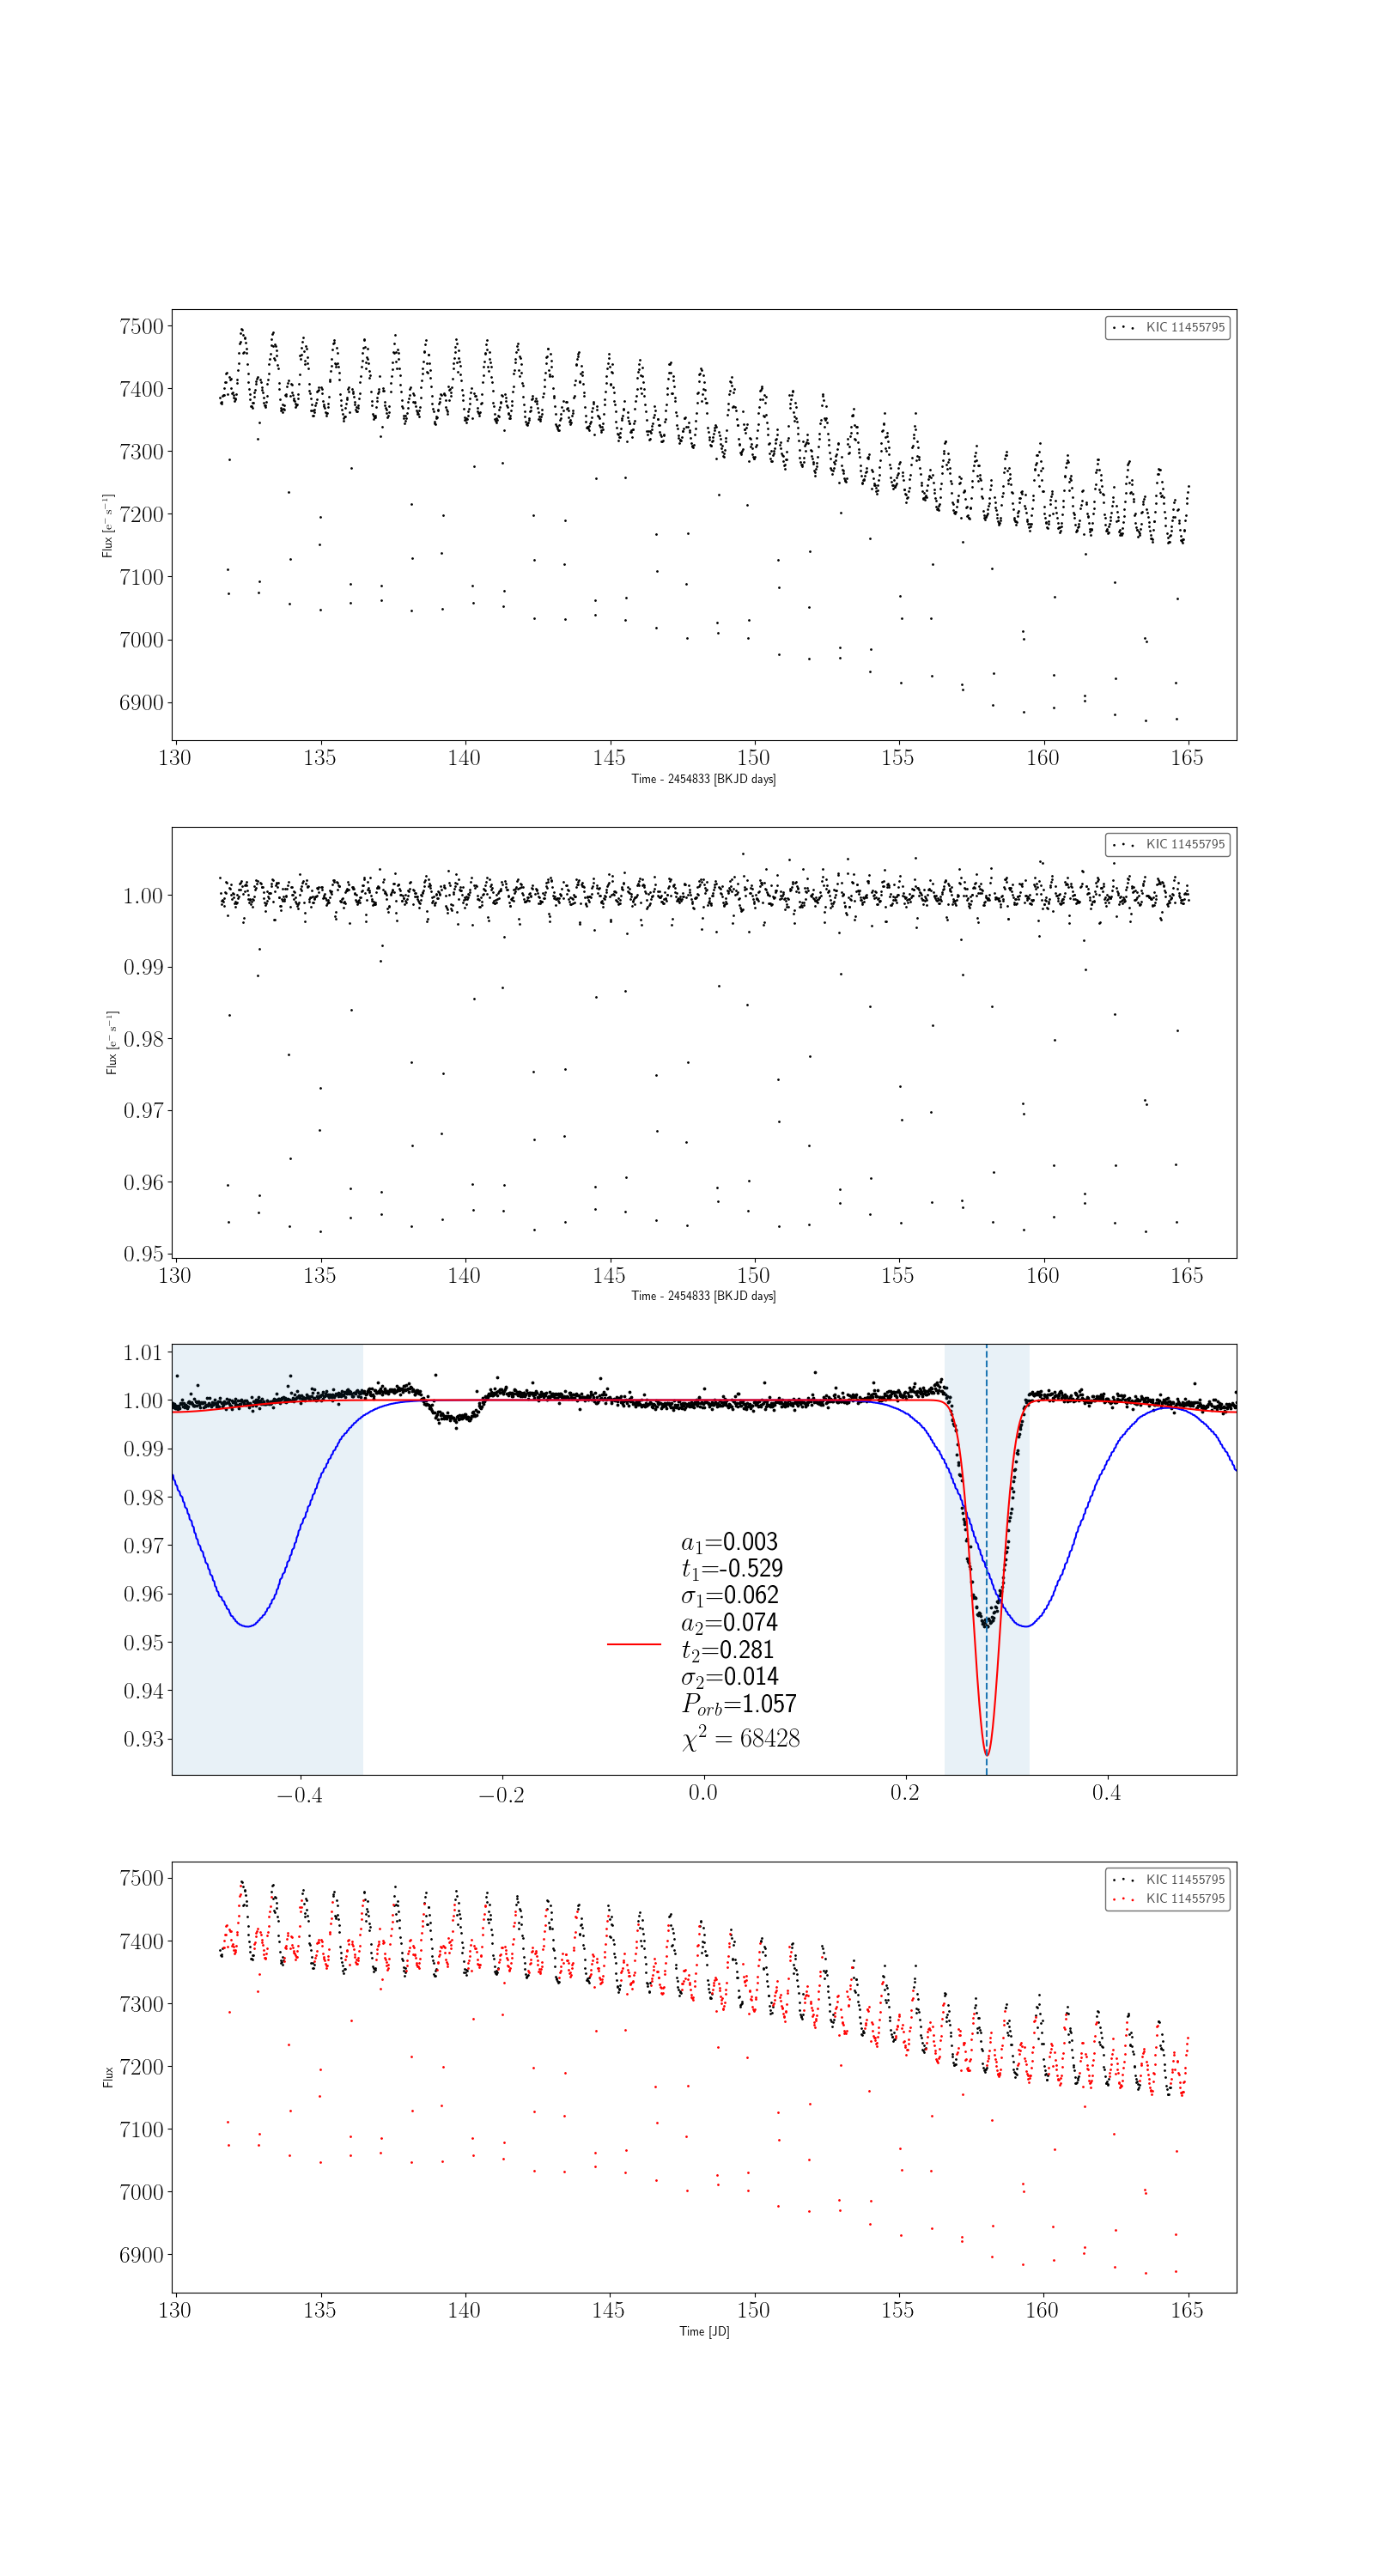 7500
7400
7300
7200
7100
7000
6900
Flux [e⁻ s⁻¹]
KIC 11455795
130 135 140 145 150 155 160 165
Time - 2454833 [BKJD days]
1.00
0.99
0.98
0.97
0.96
0.95
Flux [e⁻ s⁻¹]
KIC 11455795
130 135 140 145 150 155 160 165
Time - 2454833 [BKJD days]
1.01
1.00
0.99
0.98
0.97
0.96
0.95
0.94
0.93
a₁=0.003
t₁=-0.529
σ₁=0.062
a₂=0.074
t₂=0.281
σ₂=0.014
P_orb=1.057
χ² = 68428
−0.4 −0.2 0.0 0.2 0.4
7500
7400
7300
7200
7100
7000
6900
Flux
KIC 11455795
KIC 11455795
130 135 140 145 150 155 160 165
Time [JD]